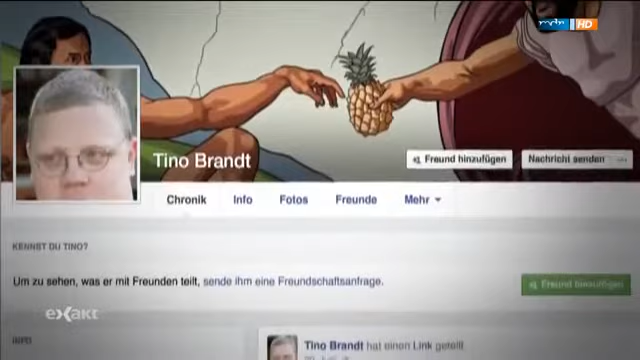 mdr HD
Tino Brandt
Freund hinzufügen
Nachricht senden ...
Chronik Info Fotos Freunde Mehr
KENNST DU TINO?
Um zu sehen, was er mit Freunden teilt, sende ihm eine Freundschaftsanfrage.
Freund hinzufügen
exakt
INFO
Tino Brandt hat einen Link geteilt